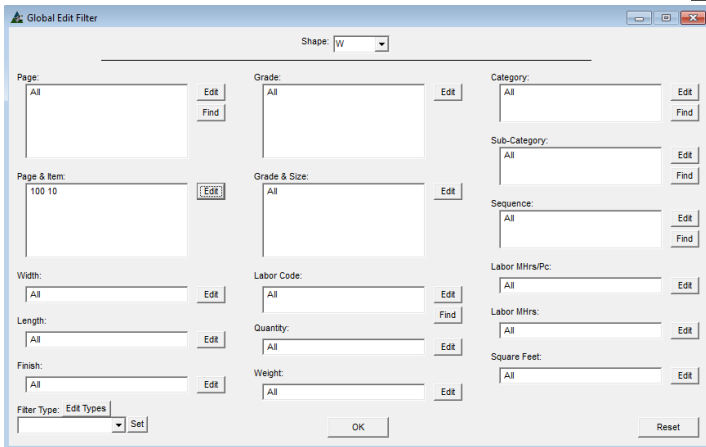 Global Edit Filter
Shape: W
Page:
All
Edit
Find
Page & Item:
100 10
Edit
Width:
All
Edit
Length:
All
Edit
Finish:
All
Edit
Filter Type: Edit Types
Set
Grade:
All
Edit
Grade & Size:
All
Edit
Labor Code:
All
Edit
Find
Quantity:
All
Edit
Weight:
All
Edit
OK
Category:
All
Edit
Find
Sub-Category:
All
Edit
Find
Sequence:
All
Edit
Find
Labor MHrs/Pc:
All
Edit
Labor MHrs:
All
Edit
Square Feet:
All
Edit
Reset